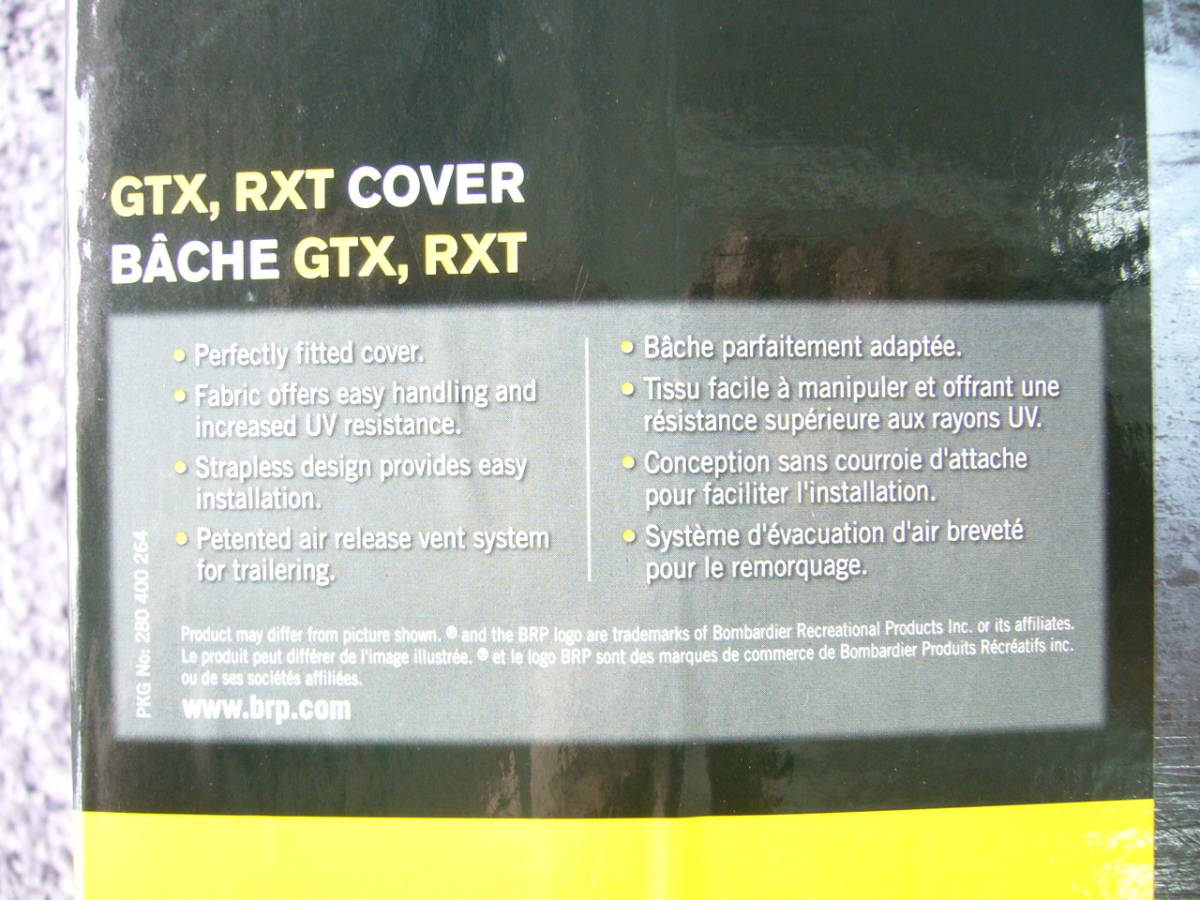 GTX, RXT COVER
BÂCHE GTX, RXT
• Perfectly fitted cover.
• Fabric offers easy handling and
increased UV resistance.
• Strapless design provides easy
installation.
• Petented air release vent system
for trailering.
• Bâche parfaitement adaptée.
• Tissu facile à manipuler et offrant une
résistance supérieure aux rayons UV.
• Conception sans courroie d'attache
pour faciliter l'installation.
• Système d'évacuation d'air breveté
pour le remorquage.
PKG No: 280 400 264
Product may differ from picture shown. ® and the BRP logo are trademarks of Bombardier Recreational Products Inc. or its affiliates.
Le produit peut différer de l'image illustrée. ® et le logo BRP sont des marques de commerce de Bombardier Produits Récréatifs inc.
ou de ses sociétés affiliées.
www.brp.com